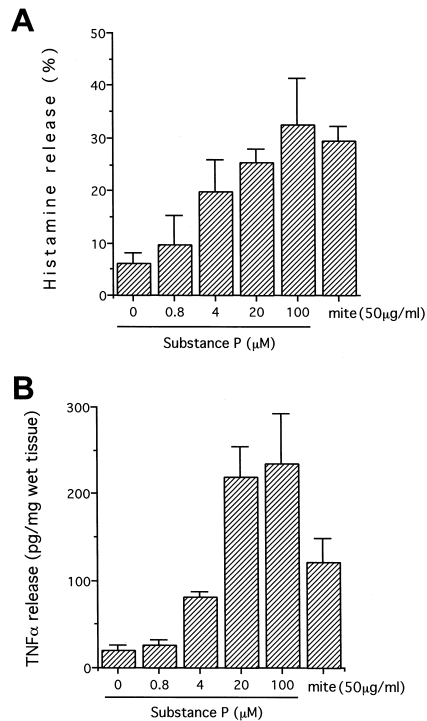 A
Histamine release (%)
50
40
30
20
10
0
0 0.8 4 20 100 mite (50μg/ml)
Substance P (μM)
B
TNFα release (pg/mg wet tissue)
300
200
100
0
0 0.8 4 20 100 mite (50μg/ml)
Substance P (μM)